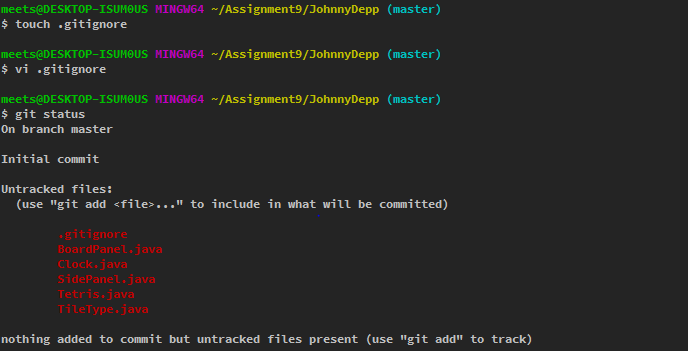 meets@DESKTOP-ISUM0US MINGW64 ~/Assignment9/JohnnyDepp (master)
$ touch .gitignore
meets@DESKTOP-ISUM0US MINGW64 ~/Assignment9/JohnnyDepp (master)
$ vi .gitignore
meets@DESKTOP-ISUM0US MINGW64 ~/Assignment9/JohnnyDepp (master)
$ git status
On branch master
Initial commit
Untracked files:
(use "git add <file>..." to include in what will be committed)
.gitignore
BoardPanel.java
Clock.java
SidePanel.java
Tetris.java
TileType.java
nothing added to commit but untracked files present (use "git add" to track)